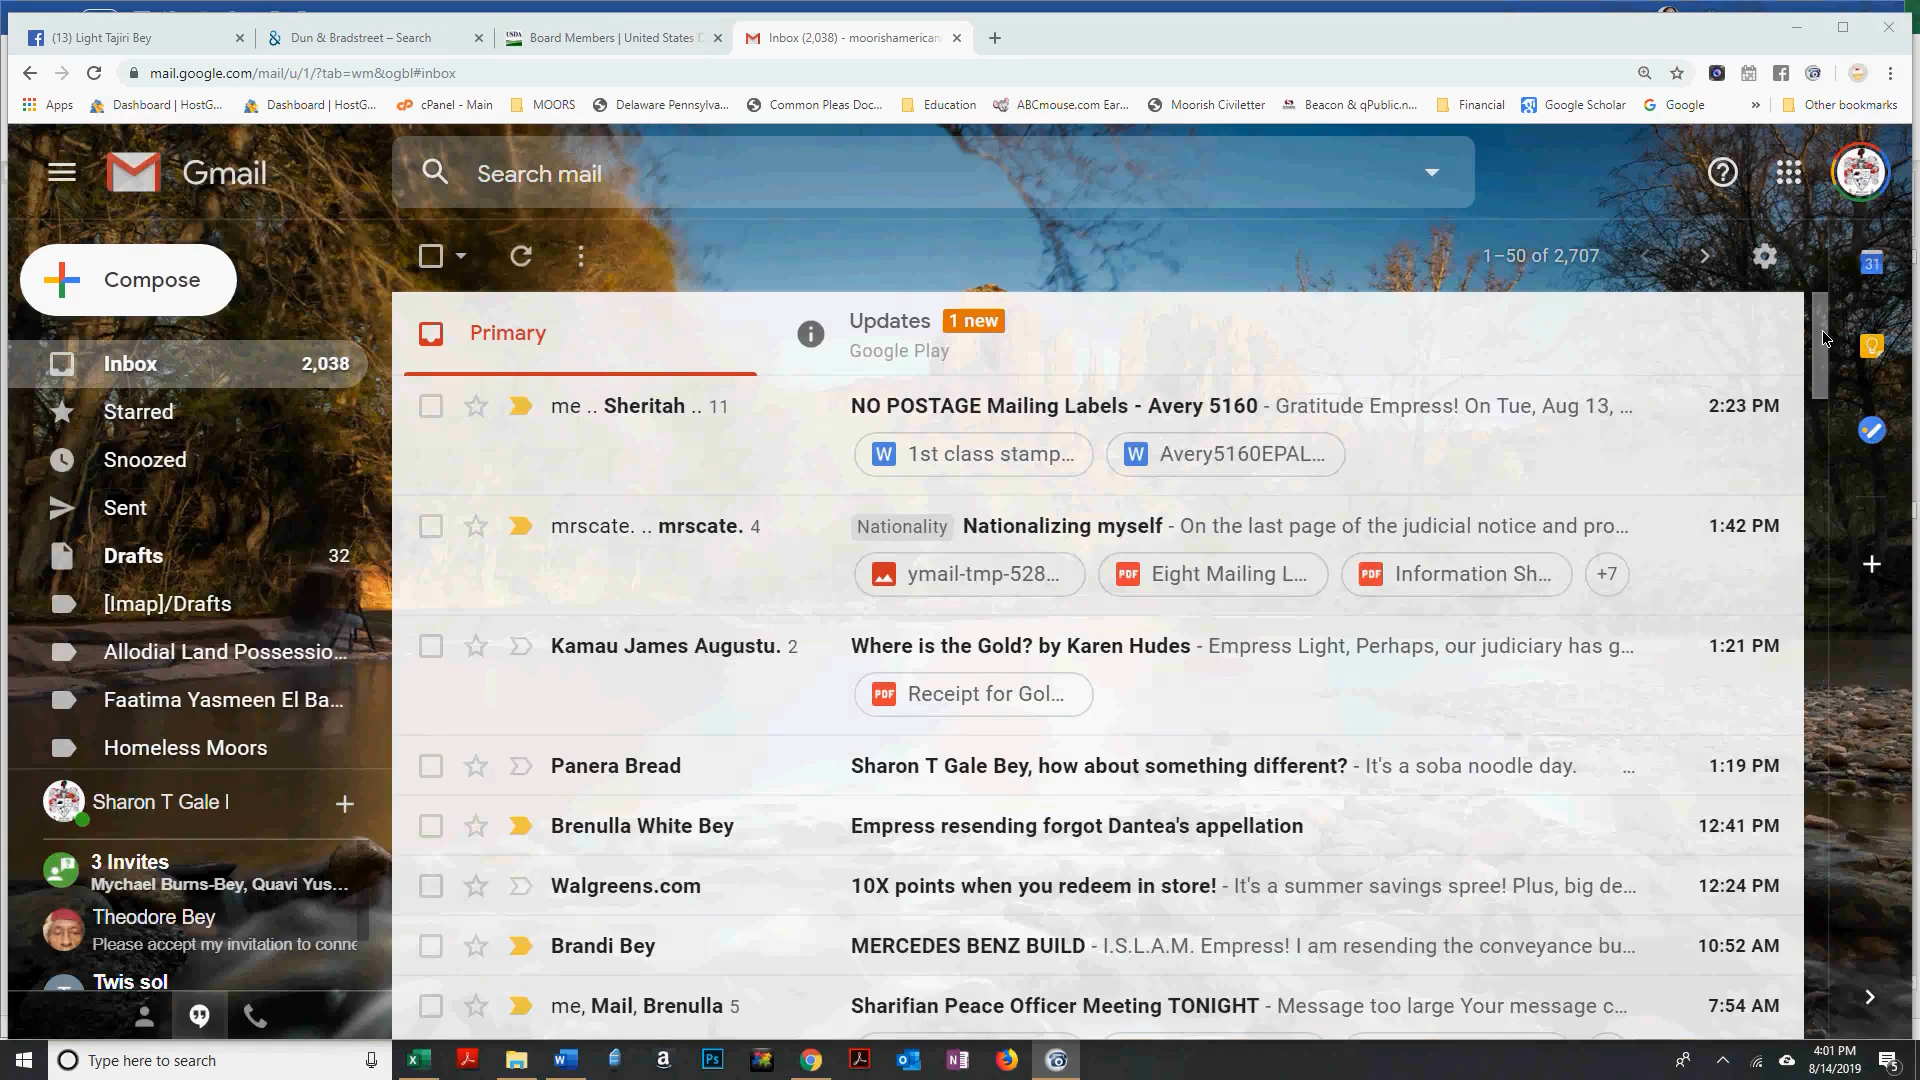 (13) Light Tajiri Bey
Dun & Bradstreet – Search
USDA Board Members | United States D
Inbox (2,038) - moorishamerican
mail.google.com/mail/u/1/?tab=wm&ogbl#inbox
Apps Dashboard | HostG... Dashboard | HostG... cPanel - Main MOORS Delaware Pennsylva... Common Pleas Doc... Education ABCmouse.com Ear... Moorish Civiletter Beacon & qPublic.n... Financial Google Scholar Google » Other bookmarks
Gmail
Search mail
Compose
1–50 of 2,707
31
Inbox 2,038
Starred
Snoozed
Sent
Drafts 32
[Imap]/Drafts
Allodial Land Possessio...
Faatima Yasmeen El Ba...
Homeless Moors
Sharon T Gale
3 Invites
Mychael Burns-Bey, Quavi Yus...
Theodore Bey
Please accept my invitation to conne
Twis sol
Primary
Updates 1 new
Google Play
me .. Sheritah .. 11 NO POSTAGE Mailing Labels - Avery 5160 - Gratitude Empress! On Tue, Aug 13, ... 2:23 PM
W 1st class stamp... W Avery5160EPAL...
mrscate. .. mrscate. 4 Nationality Nationalizing myself - On the last page of the judicial notice and pro... 1:42 PM
ymail-tmp-528... PDF Eight Mailing L... PDF Information Sh... +7
Kamau James Augustu. 2 Where is the Gold? by Karen Hudes - Empress Light, Perhaps, our judiciary has g... 1:21 PM
PDF Receipt for Gol...
Panera Bread Sharon T Gale Bey, how about something different? - It's a soba noodle day. ... 1:19 PM
Brenulla White Bey Empress resending forgot Dantea's appellation 12:41 PM
Walgreens.com 10X points when you redeem in store! - It's a summer savings spree! Plus, big de... 12:24 PM
Brandi Bey MERCEDES BENZ BUILD - I.S.L.A.M. Empress! I am resending the conveyance bu... 10:52 AM
me, Mail, Brenulla 5 Sharifian Peace Officer Meeting TONIGHT - Message too large Your message c... 7:54 AM
Type here to search
4:01 PM
8/14/2019
5